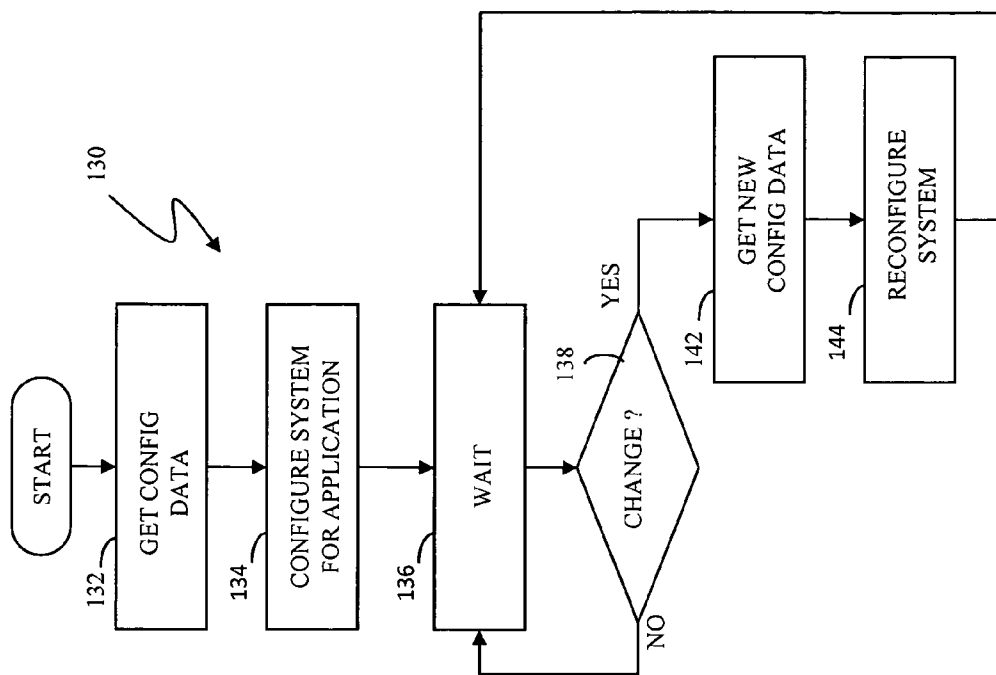 130
START
132
GET CONFIG
DATA
134
CONFIGURE SYSTEM
FOR APPLICATION
136
WAIT
138
CHANGE ?
YES
NO
142
GET NEW
CONFIG DATA
144
RECONFIGURE
SYSTEM